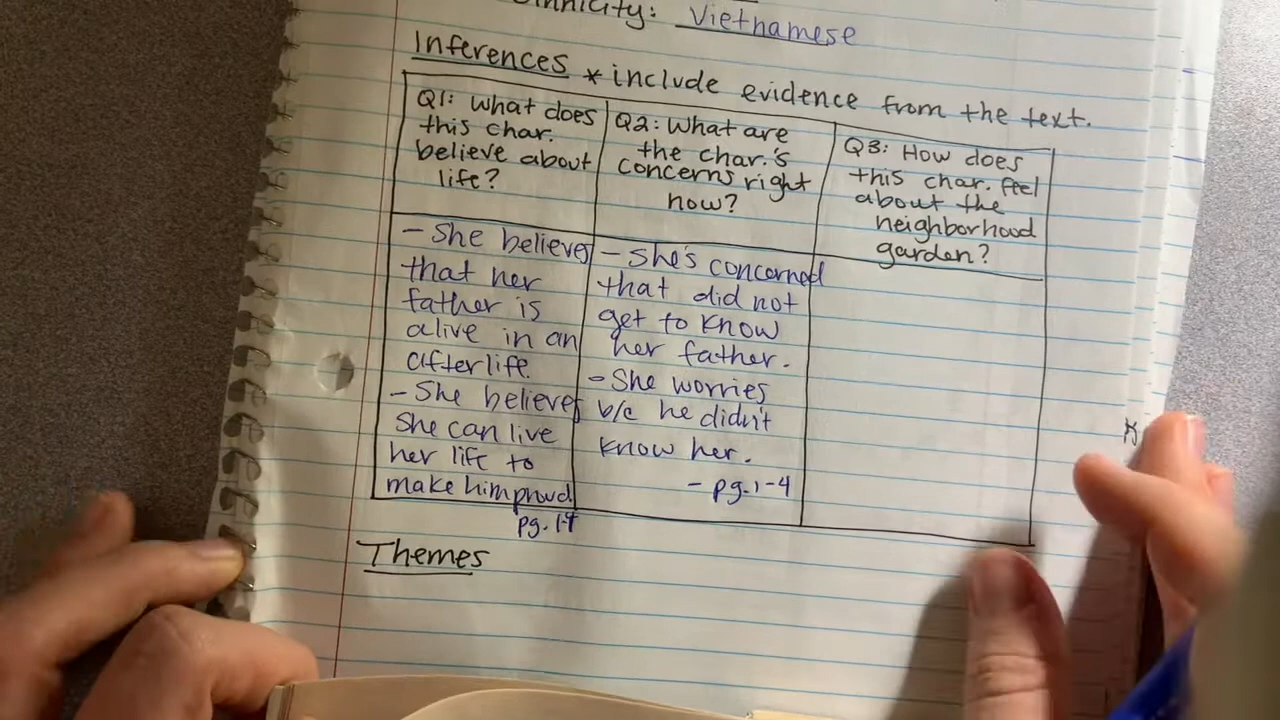 Ethnicity: Vietnamese
Inferences * include evidence from the text.
Q1: What does
this char.
believe about
life?
Q2: What are
the char.'s
concerns right
now?
Q3: How does
this char. feel
about the
neighborhood
garden?
- She believes
that her
father is
alive in an
afterlife.
- She believes
she can live
her life to
make him proud.
pg. 1-4
- She's concerned
that did not
get to know
her father.
- She worries
b/c he didn't
know her.
- pg. 1-4
Themes